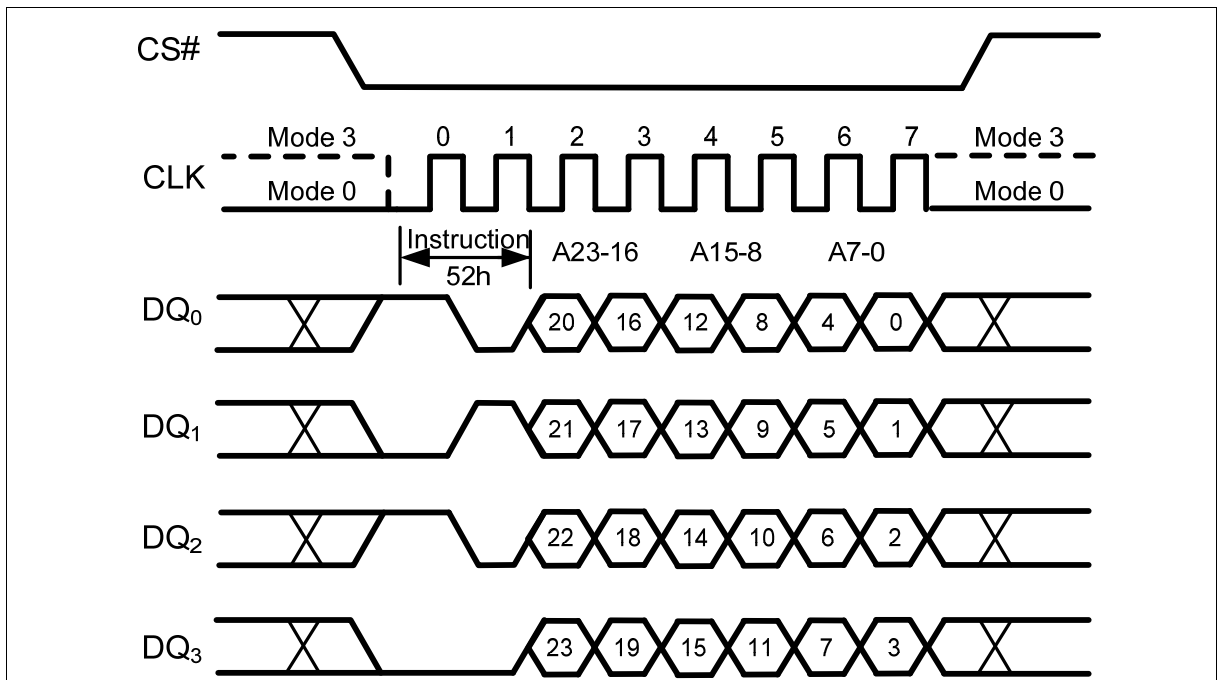 CS#
Mode 3 0 1 2 3 4 5 6 7 Mode 3
CLK
Mode 0 Mode 0
Instruction A23-16 A15-8 A7-0
52h
DQ0 20 16 12 8 4 0
DQ1 21 17 13 9 5 1
DQ2 22 18 14 10 6 2
DQ3 23 19 15 11 7 3